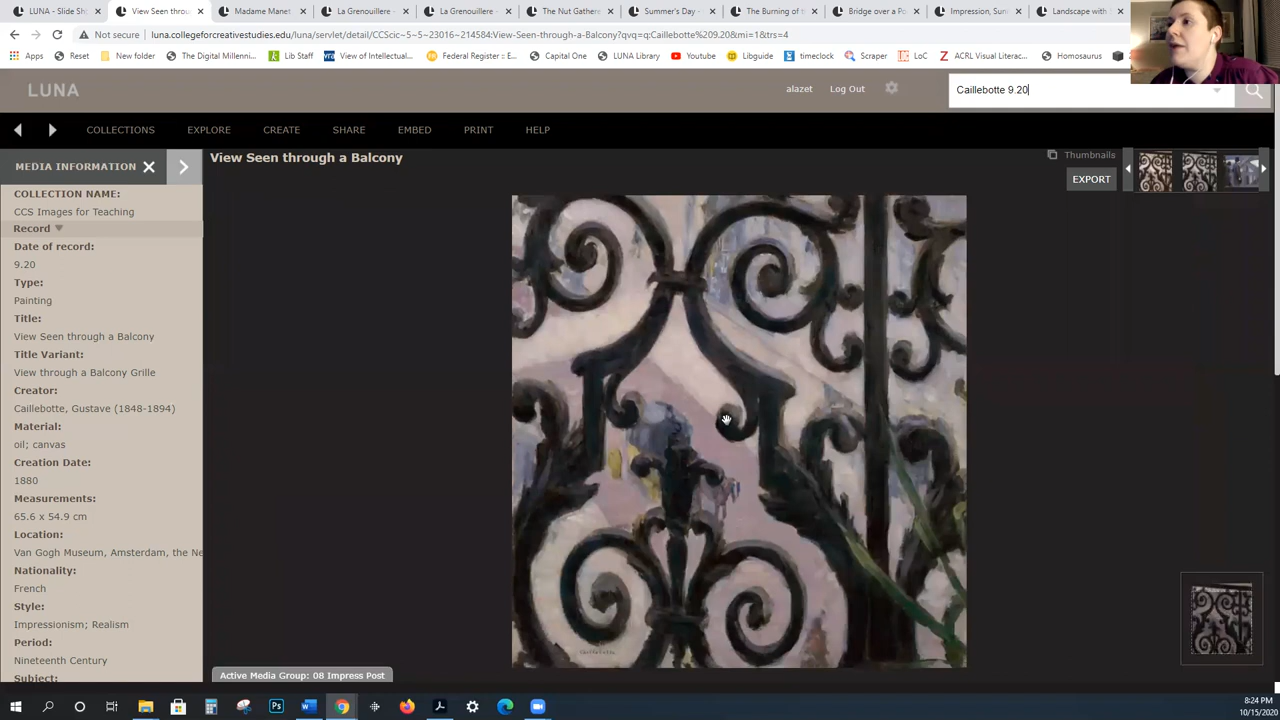 LUNA - Slide Sh
View Seen throug
Madame Manet
La Grenouillere -
La Grenouillere -
The Nut Gathere
Summer's Day -
The Burning of t
Bridge over a Po
Impression, Suni
Landscape with
Not secure
luna.collegeforcreativestudies.edu/luna/servlet/detail/CCScic~5~5~23016~214584:View-Seen-through-a-Balcony?qvq=q:Caillebotte%209.20&mi=1&trs=4
Apps
Reson
New folder
The Digital Millenni...
Lib Staff
View of Intellectual...
Federal Register :: E...
Capital One
LUNA Library
Youtube
Libguide
timeclock
Scraper
LoC
ACRL Visual Literac...
Homosaurus
LUNA
alazet
Log Out
Caillebotte 9.20
COLLECTIONS
EXPLORE
CREATE
SHARE
EMBED
PRINT
HELP
MEDIA INFORMATION
View Seen through a Balcony
Thumbnails
EXPORT
COLLECTION NAME:
CCS Images for Teaching
Record
Date of record:
9.20
Type:
Painting
Title:
View Seen through a Balcony
Title Variant:
View through a Balcony Grille
Creator:
Caillebotte, Gustave (1848-1894)
Material:
oil; canvas
Creation Date:
1880
Measurements:
65.6 x 54.9 cm
Location:
Van Gogh Museum, Amsterdam, the Ne
Nationality:
French
Style:
Impressionism; Realism
Period:
Nineteenth Century
Subject:
Active Media Group: 08 Impress Post
8:24 PM
10/15/2020